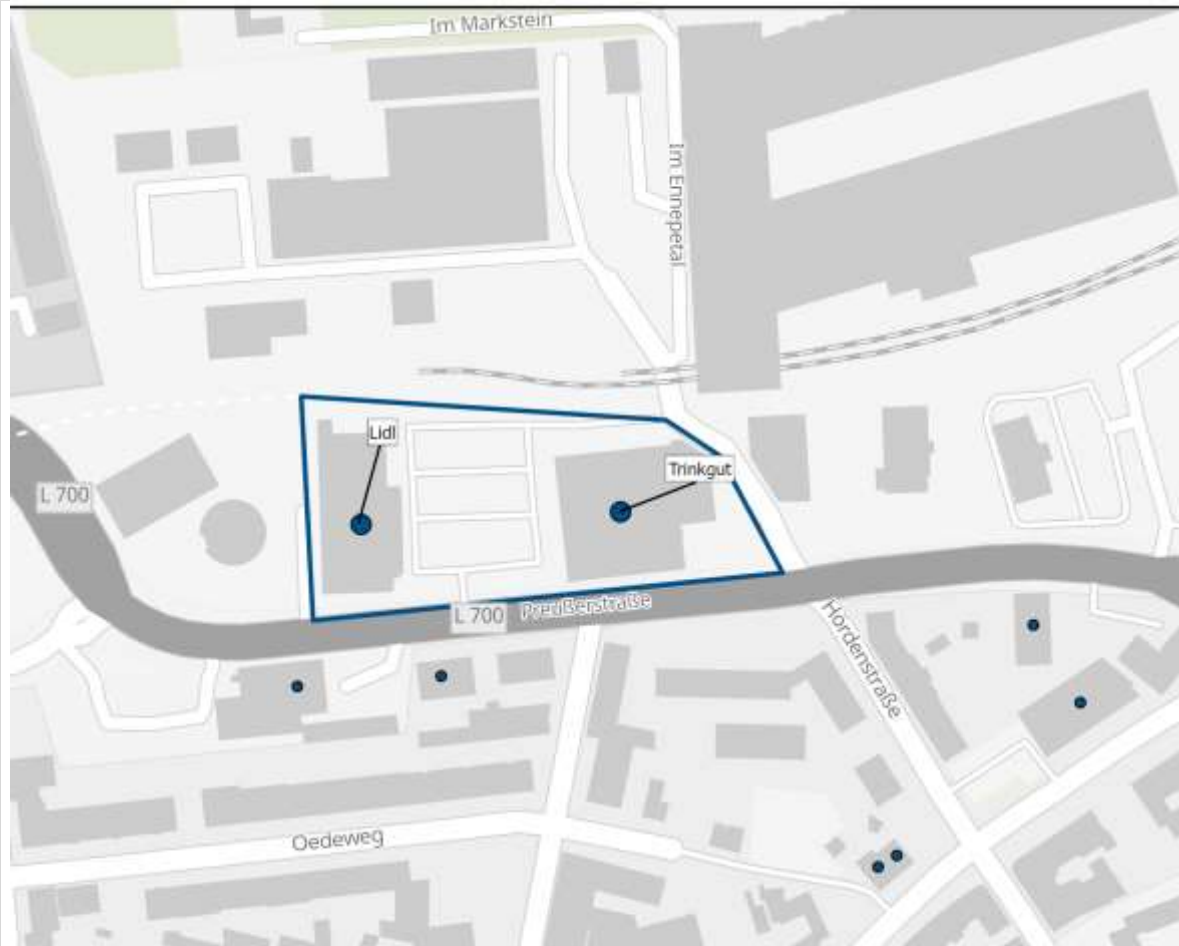 Im Markstein
Im Ennepetal
Lidl
Trinkgut
L 700
L 700
Preußerstraße
Hordenstraße
Oedeweg